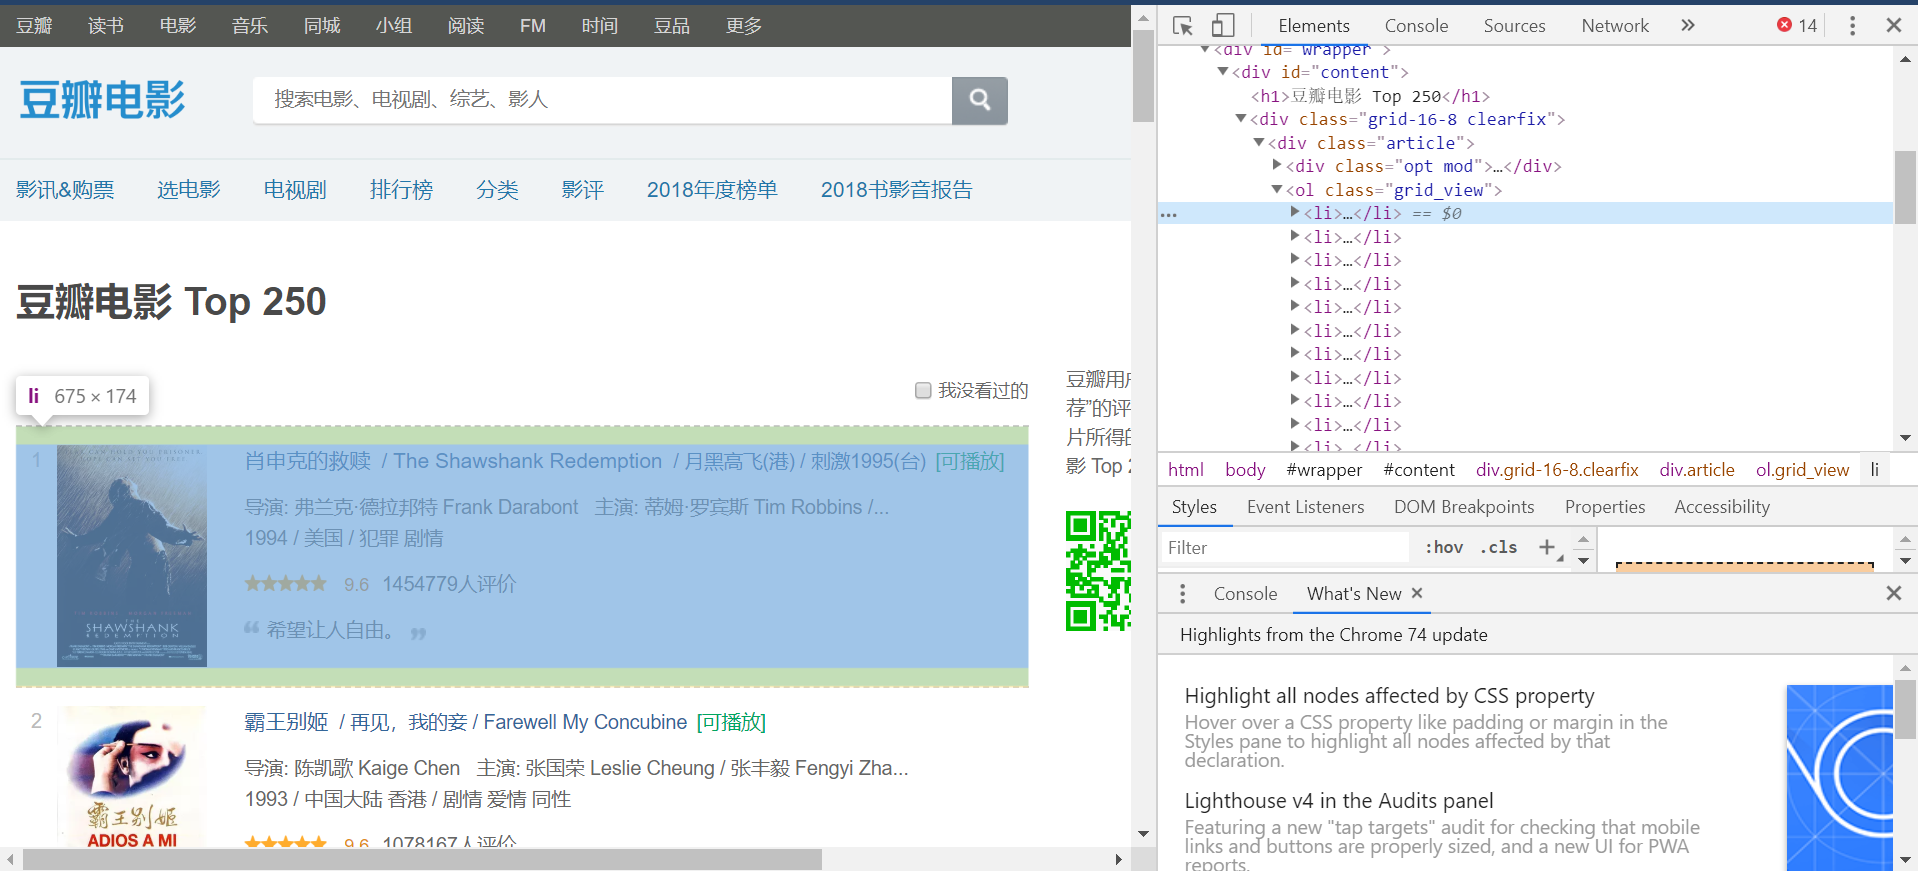 豆瓣 读书 电影 音乐 同城 小组 阅读 FM 时间 豆品 更多
豆瓣电影
搜索电影、电视剧、综艺、影人
影讯&购票 选电影 电视剧 排行榜 分类 影评 2018年度榜单 2018书影音报告
豆瓣电影 Top 250
li 675 × 174
我没看过的
1
肖申克的救赎 / The Shawshank Redemption / 月黑高飞(港) / 刺激1995(台) [可播放]
导演: 弗兰克·德拉邦特 Frank Darabont 主演: 蒂姆·罗宾斯 Tim Robbins /...
1994 / 美国 / 犯罪 剧情
9.6 1454779人评价
“ 希望让人自由。 ”
THE
SHAWSHANK
REDEMPTION
2
霸王别姬 / 再见，我的妾 / Farewell My Concubine [可播放]
导演: 陈凯歌 Kaige Chen 主演: 张国荣 Leslie Cheung / 张丰毅 Fengyi Zha...
1993 / 中国大陆 香港 / 剧情 爱情 同性
9.6 1078167人评价
霸王别姬
ADIOS A MI
豆瓣用
荐”的评
片所得
影 Top
Elements Console Sources Network » 14
<div id="wrapper">
<div id="content">
<h1>豆瓣电影 Top 250</h1>
<div class="grid-16-8 clearfix">
<div class="article">
<div class="opt mod">…</div>
<ol class="grid_view">
… <li>…</li> == $0
<li>…</li>
<li>…</li>
<li>…</li>
<li>…</li>
<li>…</li>
<li>…</li>
<li>…</li>
<li>…</li>
<li>…</li>
<li>…</li>
html body #wrapper #content div.grid-16-8.clearfix div.article ol.grid_view li
Styles Event Listeners DOM Breakpoints Properties Accessibility
Filter :hov .cls +
Console What's New ×
Highlights from the Chrome 74 update
Highlight all nodes affected by CSS property
Hover over a CSS property like padding or margin in the
Styles pane to highlight all nodes affected by that
declaration.
Lighthouse v4 in the Audits panel
Featuring a new "tap targets" audit for checking that mobile
links and buttons are properly sized, and a new UI for PWA
reports.